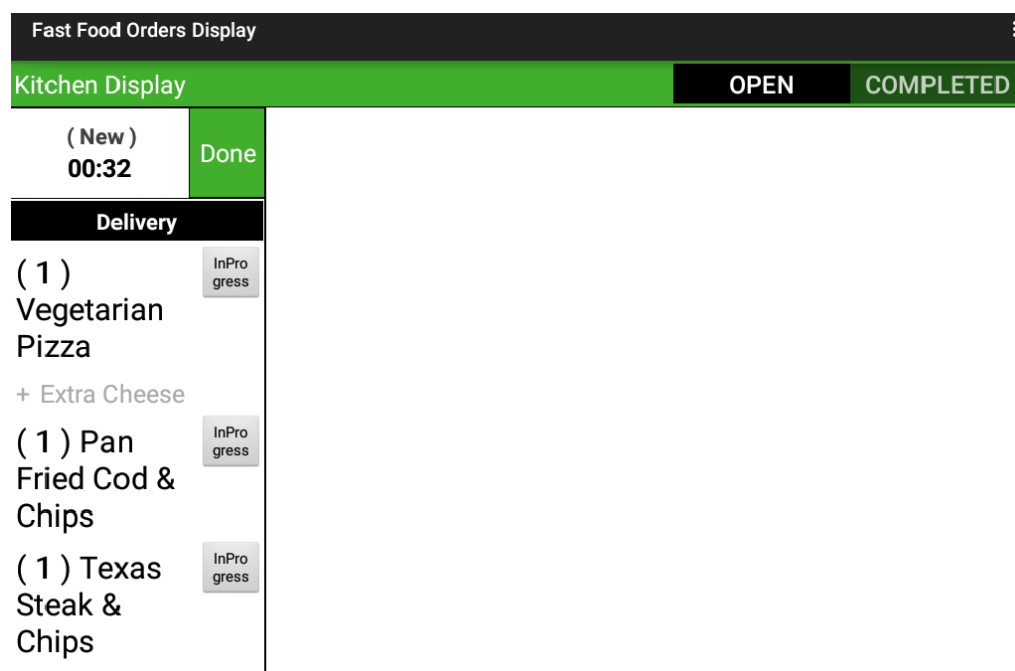 Fast Food Orders Display
Kitchen Display
OPEN
COMPLETED
( New )
00:32
Done
Delivery
( 1 )
Vegetarian
Pizza
InPro
gress
+ Extra Cheese
( 1 ) Pan
Fried Cod &
Chips
InPro
gress
( 1 ) Texas
Steak &
Chips
InPro
gress